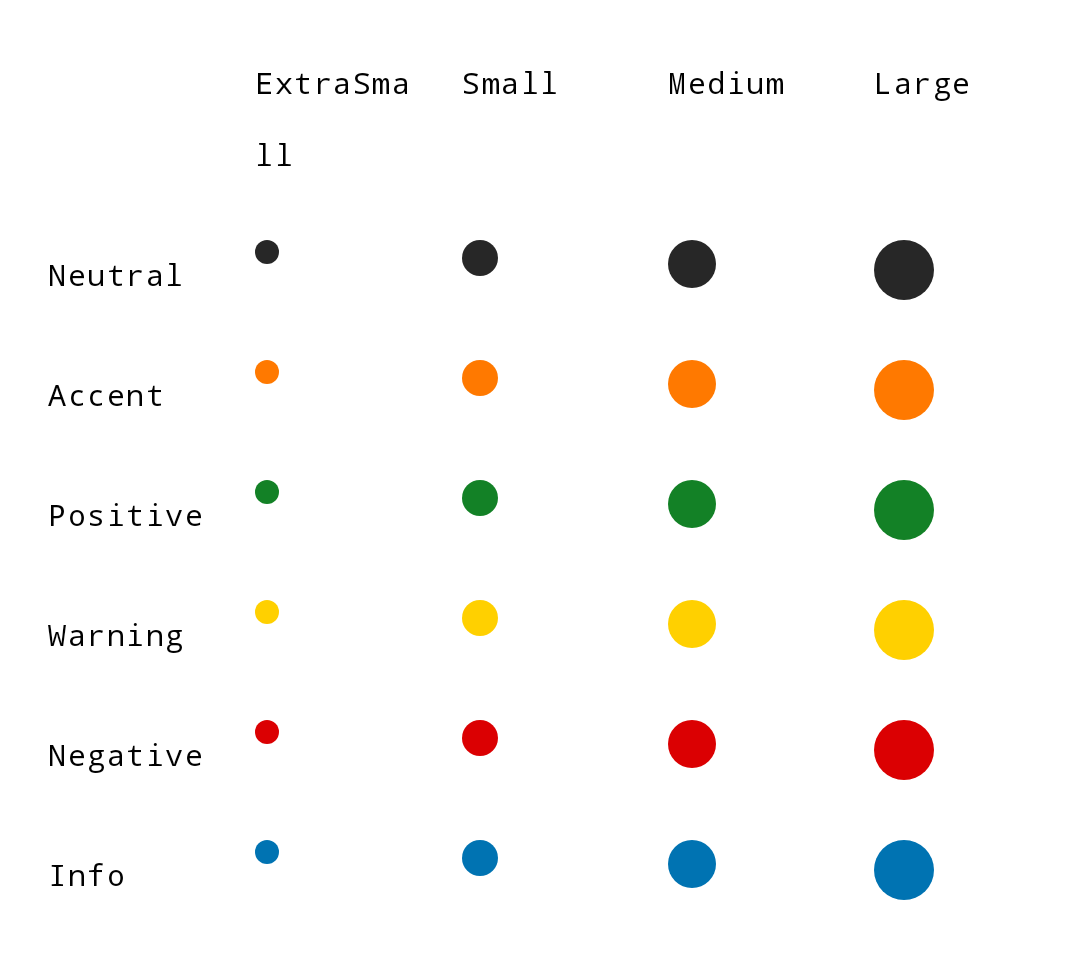 ExtraSma Small Medium Large
ll
Neutral
Accent
Positive
Warning
Negative
Info